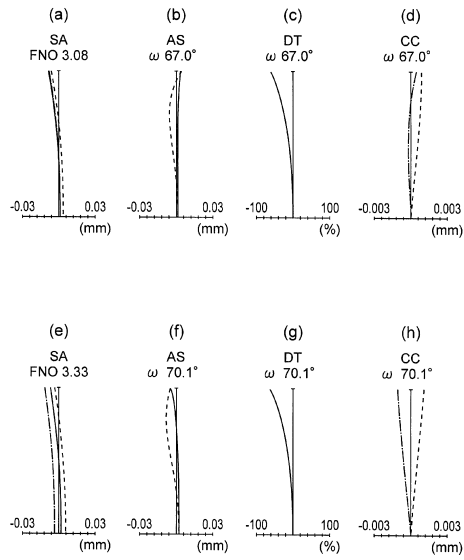 (a) (b) (c) (d)
SA AS DT CC
FNO 3.08 ω 67.0° ω 67.0° ω 67.0°
-0.03 0.03 -0.03 0.03 -100 100 -0.003 0.003
(mm) (mm) (%) (mm)
(e) (f) (g) (h)
SA AS DT CC
FNO 3.33 ω 70.1° ω 70.1° ω 70.1°
-0.03 0.03 -0.03 0.03 -100 100 -0.003 0.003
(mm) (mm) (%) (mm)